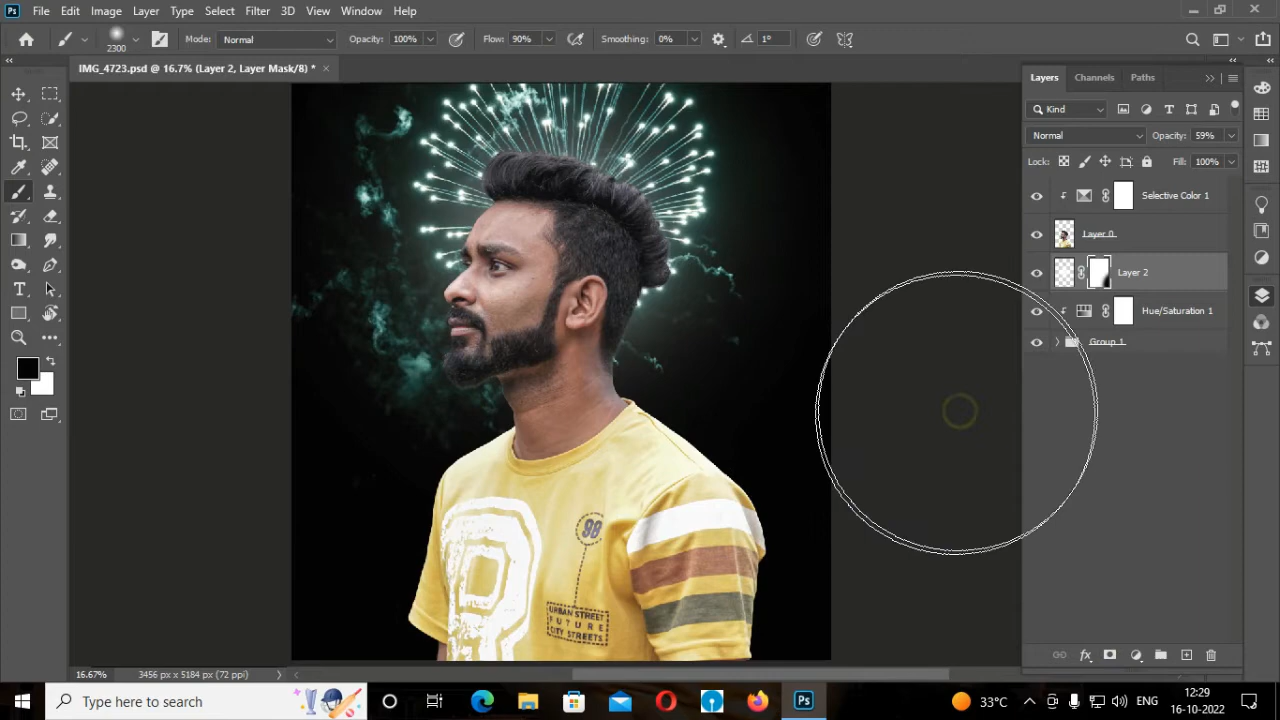 Ps File Edit Image Layer Type Select Filter 3D View Window Help
2300 Mode: Normal Opacity: 100% Flow: 90% Smoothing: 0% 1°
IMG_4723.psd @ 16.7% (Layer 2, Layer Mask/8) * ×
Layers Channels Paths
Kind
Normal Opacity: 59%
Lock: Fill: 100%
Selective Color 1
Layer 0
Layer 2
Hue/Saturation 1
Group 1
98
URBAN STREET
FUTURE
CITY STREETS
16.67% 3456 px x 5184 px (72 ppi)
Type here to search
Ps
33°C
ENG
12:29
16-10-2022